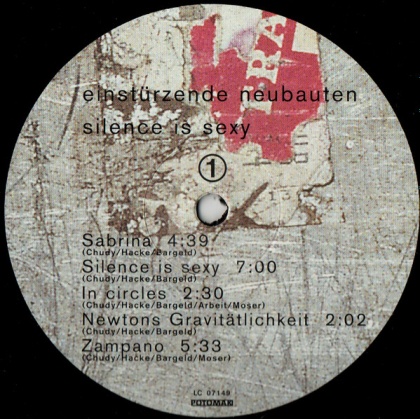 einstürzende neubauten
silence is sexy
1
Sabrina 4:39
(Chudy/Hacke/Bargeld)
Silence is sexy 7:00
(Chudy/Hacke/Bargeld)
In circles 2:30
(Chudy/Hacke/Bargeld/Arbeit/Moser)
Newtons Gravitätlichkeit 2:02
(Chudy/Hacke/Bargeld)
Zampano 5:33
(Chudy/Hacke/Bargeld/Moser)
LC 07149
POTOMAK